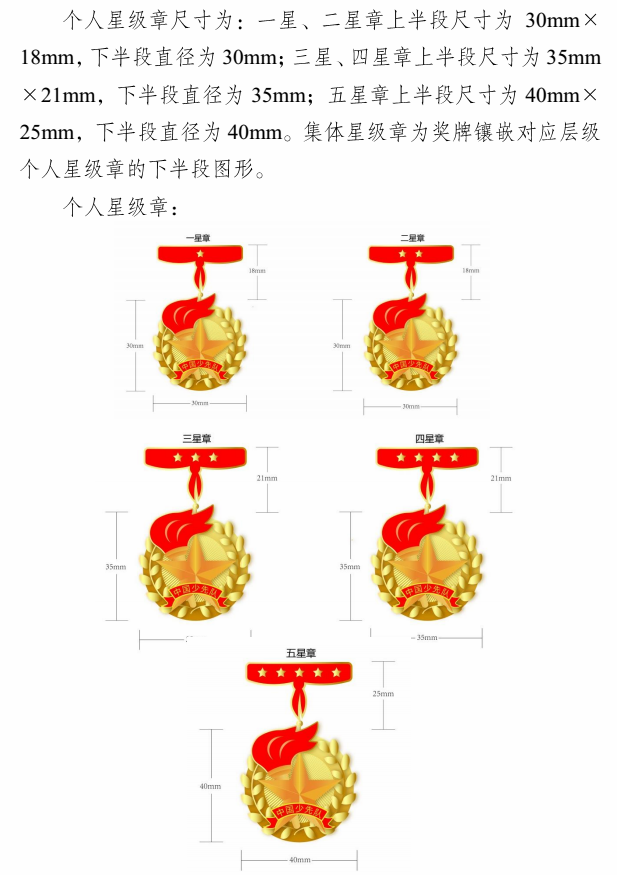 个人星级章尺寸为：一星、二星章上半段尺寸为 30mm×
18mm，下半段直径为 30mm；三星、四星章上半段尺寸为 35mm
×21mm，下半段直径为 35mm；五星章上半段尺寸为 40mm×
25mm，下半段直径为 40mm。集体星级章为奖牌镶嵌对应层级
个人星级章的下半段图形。
个人星级章：
一星章
18mm
30mm
中国少先队
30mm
二星章
18mm
30mm
中国少先队
30mm
三星章
21mm
35mm
中国少先队
四星章
21mm
35mm
中国少先队
35mm
五星章
25mm
40mm
中国少先队
40mm